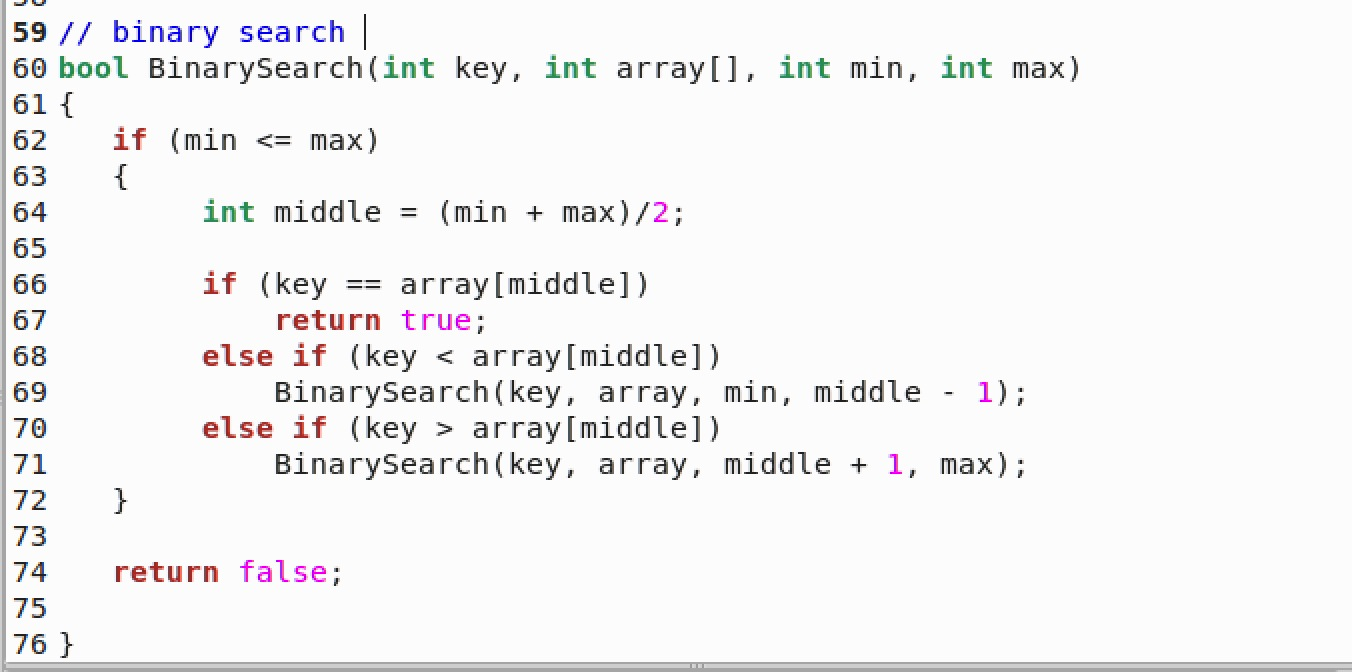 59 // binary search
60 bool BinarySearch(int key, int array[], int min, int max)
61 {
62    if (min <= max)
63    {
64         int middle = (min + max)/2;
65
66         if (key == array[middle])
67             return true;
68         else if (key < array[middle])
69             BinarySearch(key, array, min, middle - 1);
70         else if (key > array[middle])
71             BinarySearch(key, array, middle + 1, max);
72    }
73
74    return false;
75
76 }